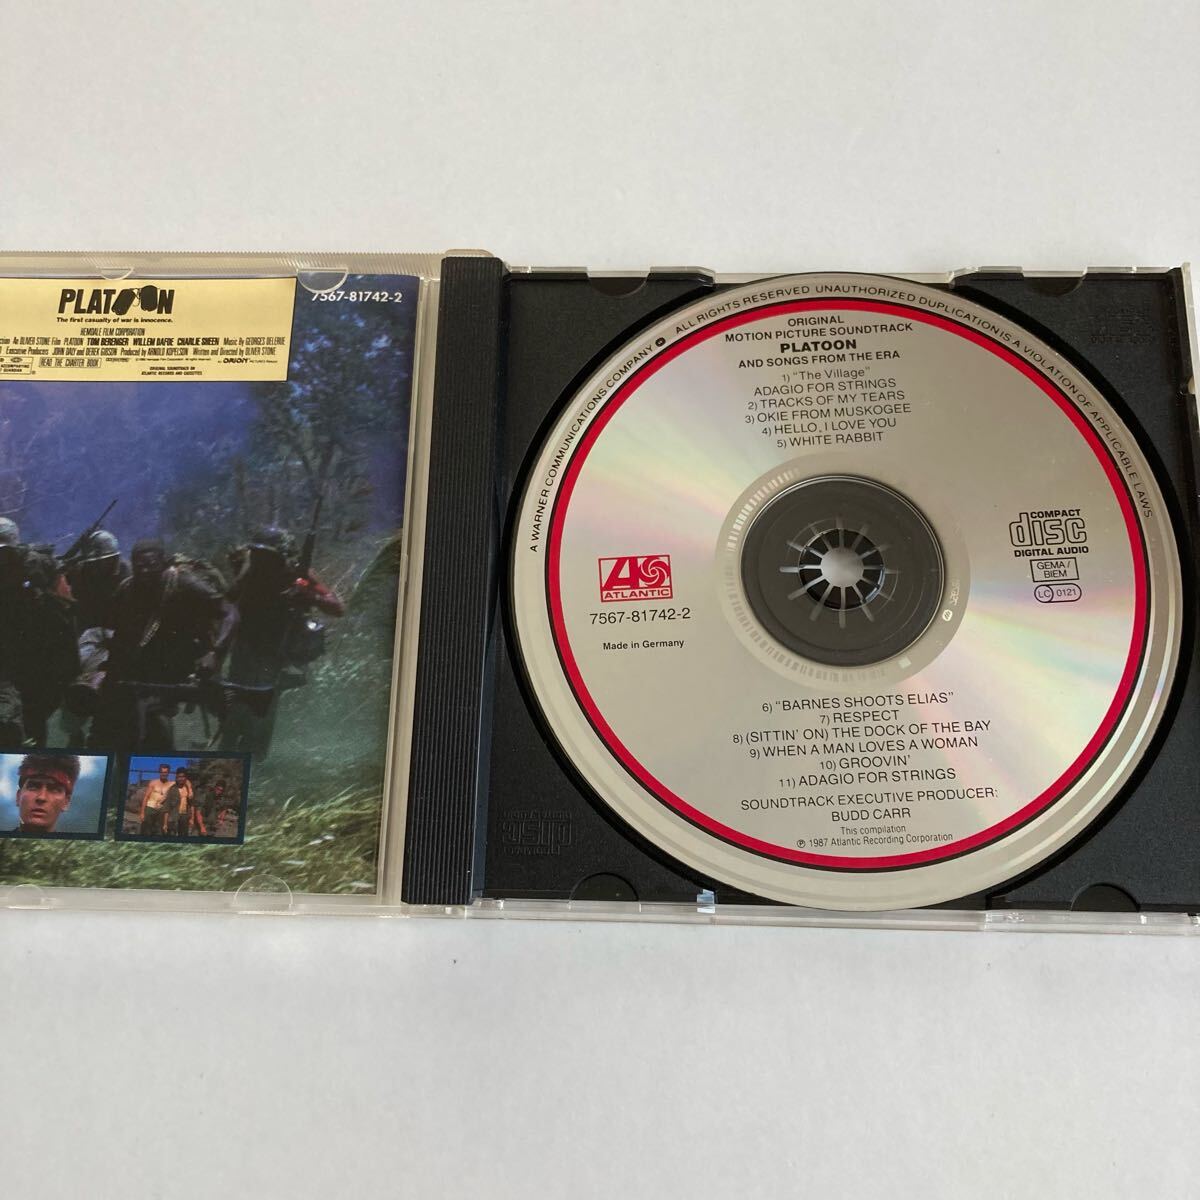 PLATOON
The first casualty of war is innocence.
HEMDALE FILM CORPORATION
An OLIVER STONE Film PLATOON TOM BERENGER WILLEM DAFOE CHARLIE SHEEN Music By GEORGES DELERUE
Executive Producers JOHN DALY and DEREK GIBSON Produced by ARNOLD KOPELSON Written and Directed by OLIVER STONE
READ THE CHARTER BOOK
ORIGINAL SOUNDTRACK ON
ATLANTIC RECORDS AND CASSETTES
ORION
7567-81742-2
A WARNER COMMUNICATIONS COMPANY ALL RIGHTS RESERVED UNAUTHORIZED DUPLICATION IS A VIOLATION OF APPLICABLE LAWS
ORIGINAL
MOTION PICTURE SOUNDTRACK
PLATOON
AND SONGS FROM THE ERA
1) "The Village"
ADAGIO FOR STRINGS
2) TRACKS OF MY TEARS
3) OKIE FROM MUSKOGEE
4) HELLO, I LOVE YOU
5) WHITE RABBIT
ATLANTIC
7567-81742-2
Made in Germany
COMPACT
disc
DIGITAL AUDIO
GEMA/
BIEM
LC 0121
6) "BARNES SHOOTS ELIAS"
7) RESPECT
8) (SITTIN' ON) THE DOCK OF THE BAY
9) WHEN A MAN LOVES A WOMAN
10) GROOVIN'
11) ADAGIO FOR STRINGS
SOUNDTRACK EXECUTIVE PRODUCER:
BUDD CARR
This compilation
℗ 1987 Atlantic Recording Corporation